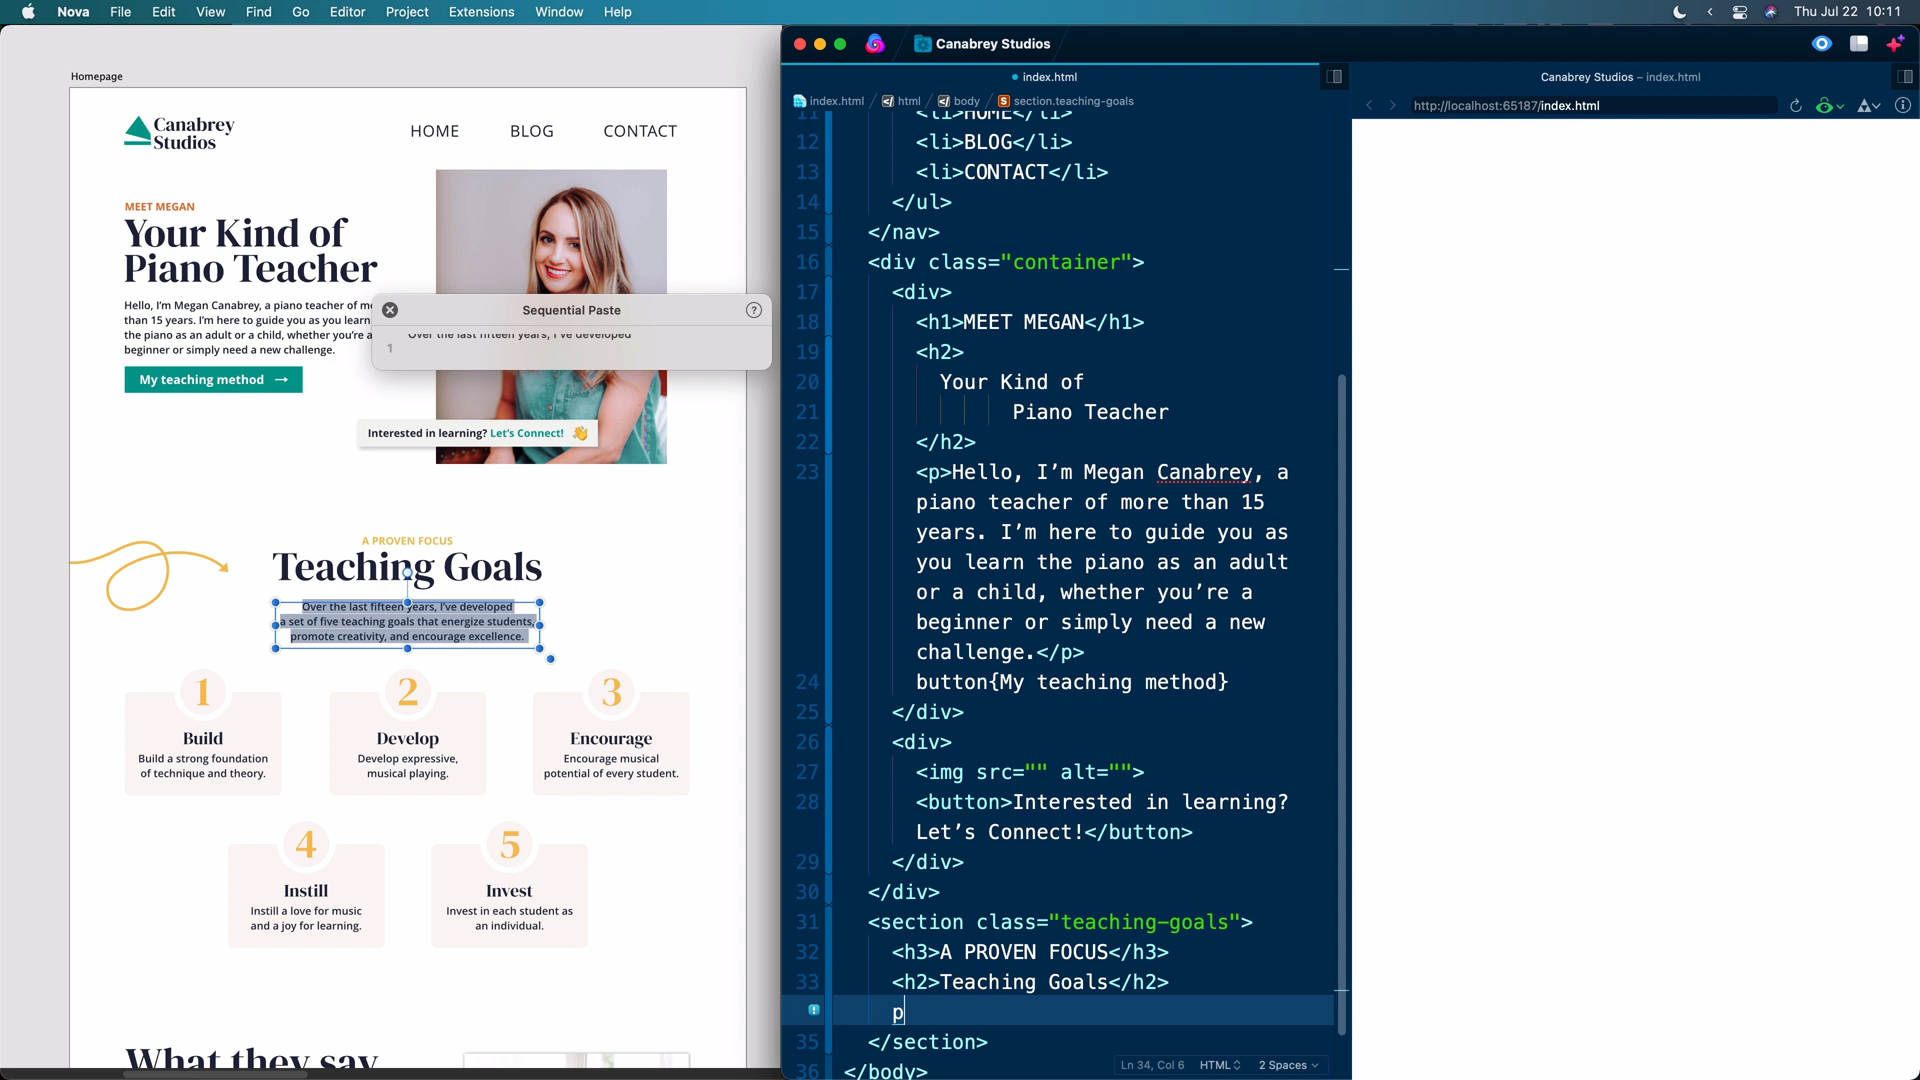 Nova File Edit View Find Go Editor Project Extensions Window Help
Thu Jul 22 10:11
Homepage
Canabrey
Studios
HOME BLOG CONTACT
MEET MEGAN
Your Kind of
Piano Teacher
Hello, I'm Megan Canabrey, a piano teacher of mo
than 15 years. I'm here to guide you as you learn
the piano as an adult or a child, whether you're a
beginner or simply need a new challenge.
My teaching method →
Sequential Paste
?
Over the last fifteen years, I've developed
1
Interested in learning? Let's Connect! 👋
A PROVEN FOCUS
Teaching Goals
Over the last fifteen years, I've developed
a set of five teaching goals that energize students,
promote creativity, and encourage excellence.
1
Build
Build a strong foundation
of technique and theory.
2
Develop
Develop expressive,
musical playing.
3
Encourage
Encourage musical
potential of every student.
4
Instill
Instill a love for music
and a joy for learning.
5
Invest
Invest in each student as
an individual.
What they say
Canabrey Studios
index.html
index.html / html / body / section.teaching-goals
11 <li>HOME</li>
12 <li>BLOG</li>
13 <li>CONTACT</li>
14 </ul>
15 </nav>
16 <div class="container">
17 <div>
18 <h1>MEET MEGAN</h1>
19 <h2>
20 Your Kind of
21 Piano Teacher
22 </h2>
23 <p>Hello, I’m Megan Canabrey, a
piano teacher of more than 15
years. I’m here to guide you as
you learn the piano as an adult
or a child, whether you’re a
beginner or simply need a new
challenge.</p>
24 button{My teaching method}
25 </div>
26 <div>
27 <img src="" alt="">
28 <button>Interested in learning?
Let’s Connect!</button>
29 </div>
30 </div>
31 <section class="teaching-goals">
32 <h3>A PROVEN FOCUS</h3>
33 <h2>Teaching Goals</h2>
p
35 </section>
36 </body>
Ln 34, Col 6 HTML 2 Spaces
Canabrey Studios – index.html
http://localhost:65187/index.html